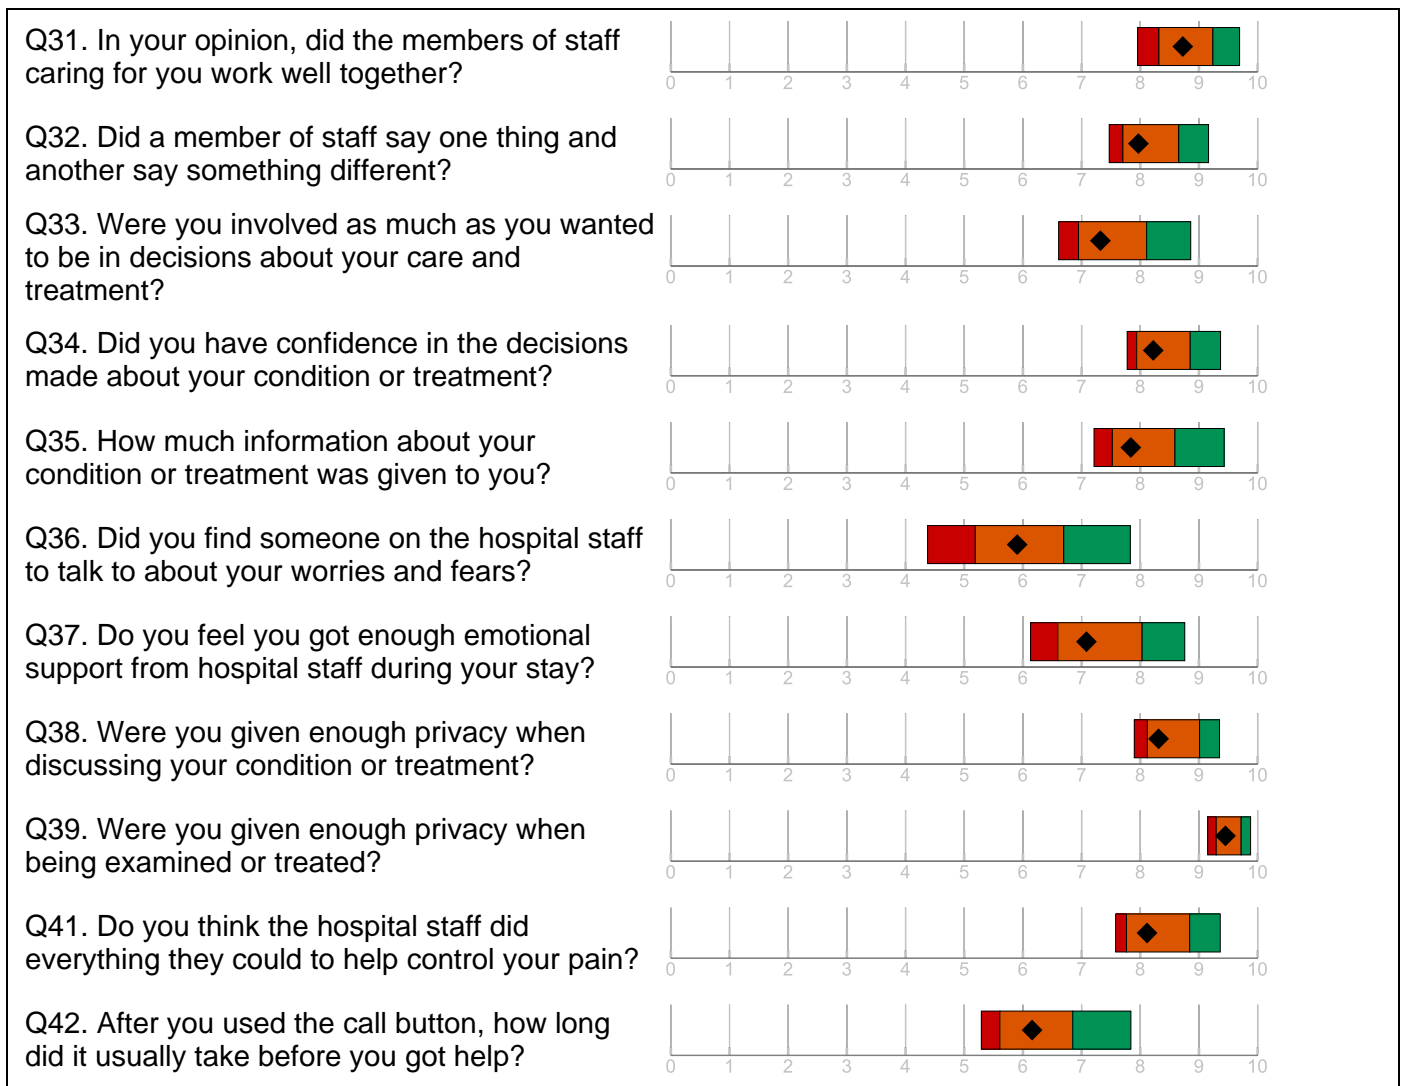 Q31. In your opinion, did the members of staff
caring for you work well together?
0 1 2 3 4 5 6 7 8 9 10
Q32. Did a member of staff say one thing and
another say something different?
0 1 2 3 4 5 6 7 8 9 10
Q33. Were you involved as much as you wanted
to be in decisions about your care and
treatment?
0 1 2 3 4 5 6 7 8 9 10
Q34. Did you have confidence in the decisions
made about your condition or treatment?
0 1 2 3 4 5 6 7 8 9 10
Q35. How much information about your
condition or treatment was given to you?
0 1 2 3 4 5 6 7 8 9 10
Q36. Did you find someone on the hospital staff
to talk to about your worries and fears?
0 1 2 3 4 5 6 7 8 9 10
Q37. Do you feel you got enough emotional
support from hospital staff during your stay?
0 1 2 3 4 5 6 7 8 9 10
Q38. Were you given enough privacy when
discussing your condition or treatment?
0 1 2 3 4 5 6 7 8 9 10
Q39. Were you given enough privacy when
being examined or treated?
0 1 2 3 4 5 6 7 8 9 10
Q41. Do you think the hospital staff did
everything they could to help control your pain?
0 1 2 3 4 5 6 7 8 9 10
Q42. After you used the call button, how long
did it usually take before you got help?
0 1 2 3 4 5 6 7 8 9 10